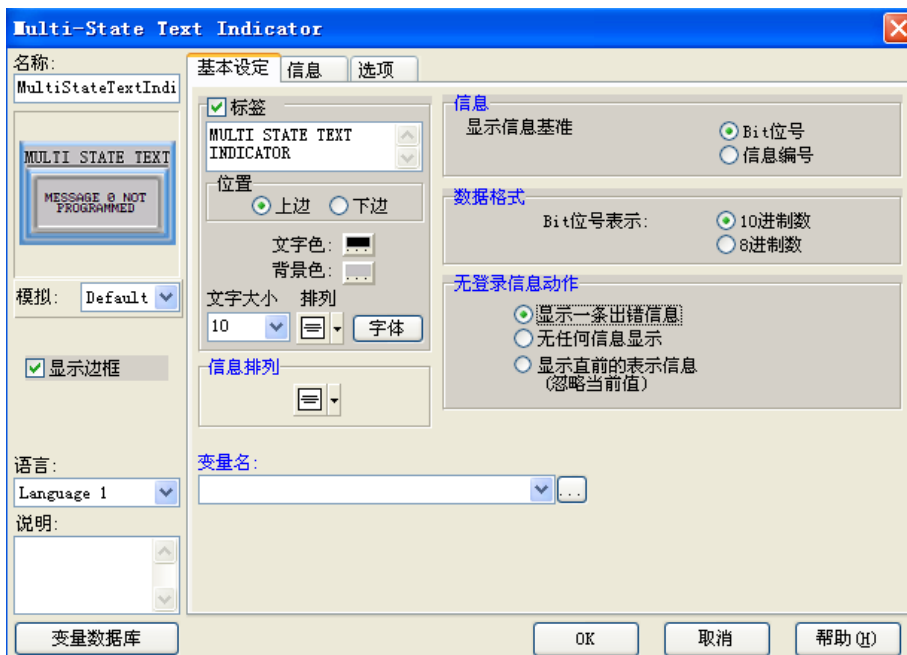 Multi-State Text Indicator
名称:
MultiStateTextIndi
MULTI STATE TEXT
MESSAGE 0 NOT
PROGRAMMED
模拟: Default
显示边框
语言:
Language 1
说明:
变量数据库
基本设定 信息 选项
标签
MULTI STATE TEXT
INDICATOR
位置
上边 下边
文字色:
...
背景色:
...
文字大小 排列
10 字体
信息排列
信息
显示信息基准
Bit位号
信息编号
数据格式
Bit位号表示:
10进制数
8进制数
无登录信息动作
显示一条出错信息
无任何信息显示
显示直前的表示信息
(忽略当前值)
变量名:
...
OK 取消 帮助(H)